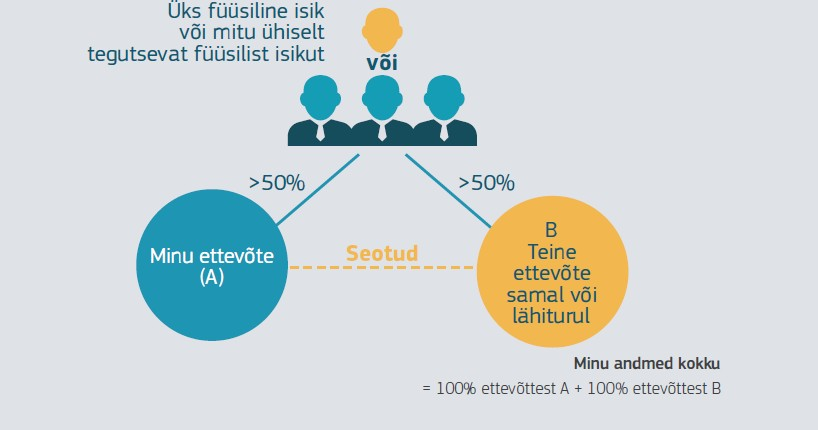 Üks füüsiline isik
või mitu ühiselt
tegutsevat füüsilist isikut
või
>50%
>50%
Minu ettevõte
(A)
Seotud
B
Teine
ettevõte
samal või
lähiturul
Minu andmed kokku
= 100% ettevõttest A + 100% ettevõttest B